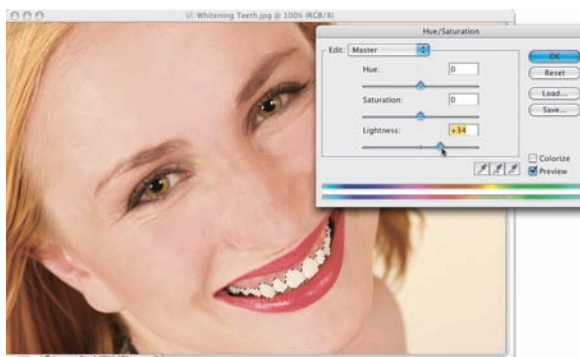 Whitening Teeth.jpg @ 100% (RGB/8)
Hue/Saturation
Edit: Master
OK
Hue: 0
Reset
Load...
Saturation: 0
Save...
Lightness: +34
Colorize
Preview